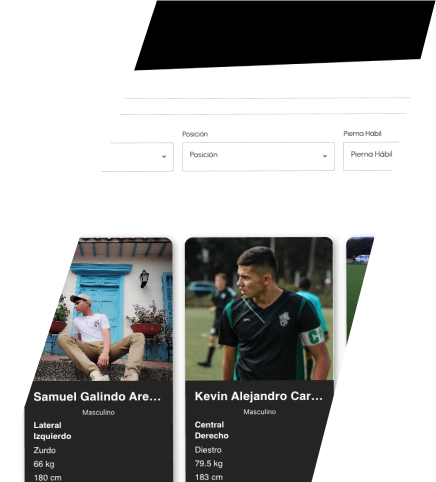 Posición
Pierna Hábil
Posición
Pierna Hábil
Samuel Galindo Are...
Masculino
Lateral
Izquierdo
Zurdo
66 kg
180 cm
C
Kevin Alejandro Car...
Masculino
Central
Derecho
Diestro
79.5 kg
183 cm